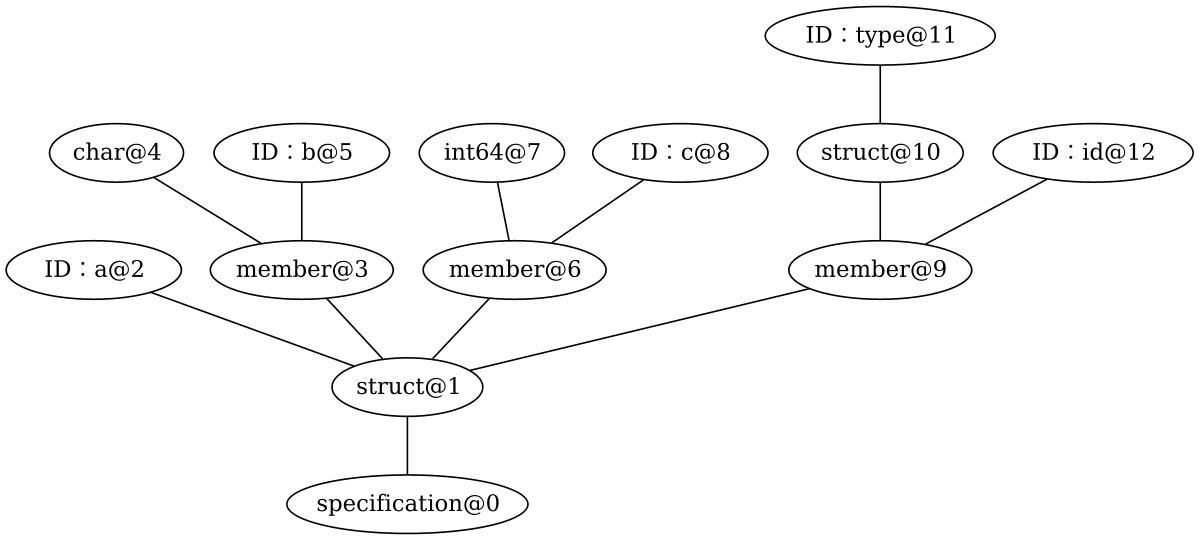 ID：type@11
char@4
ID：b@5
int64@7
ID：c@8
struct@10
ID：id@12
ID：a@2
member@3
member@6
member@9
struct@1
specification@0